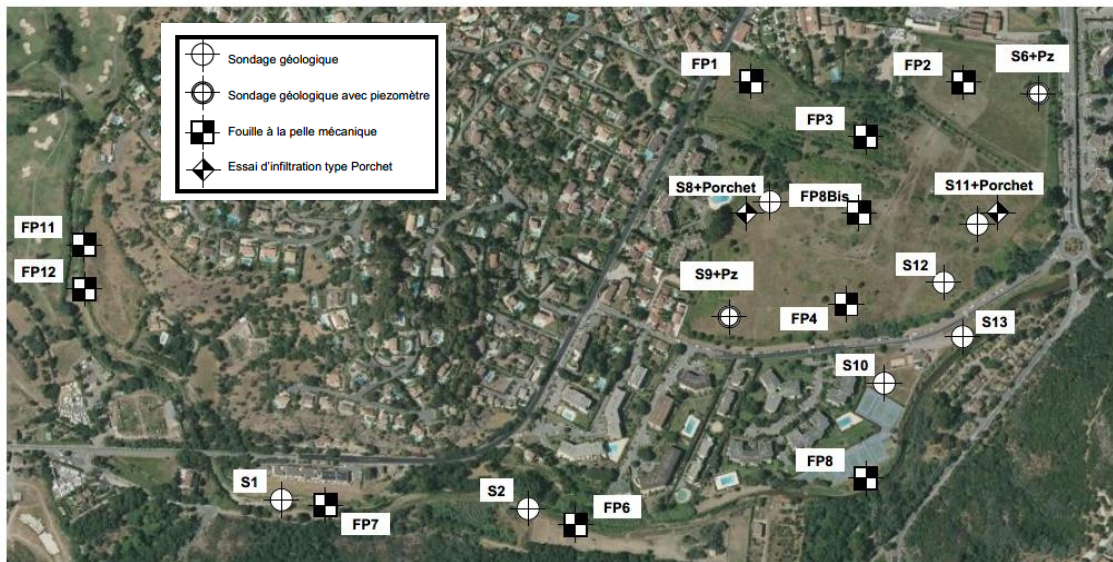 Sondage géologique
Sondage géologique avec piezomètre
Fouille à la pelle mécanique
Essai d'infiltration type Porchet
FP1
FP2
S6+Pz
FP3
S8+Porchet
FP8Bis
S11+Porchet
FP11
FP12
S12
S9+Pz
FP4
S13
S10
FP8
S1
S2
FP6
FP7